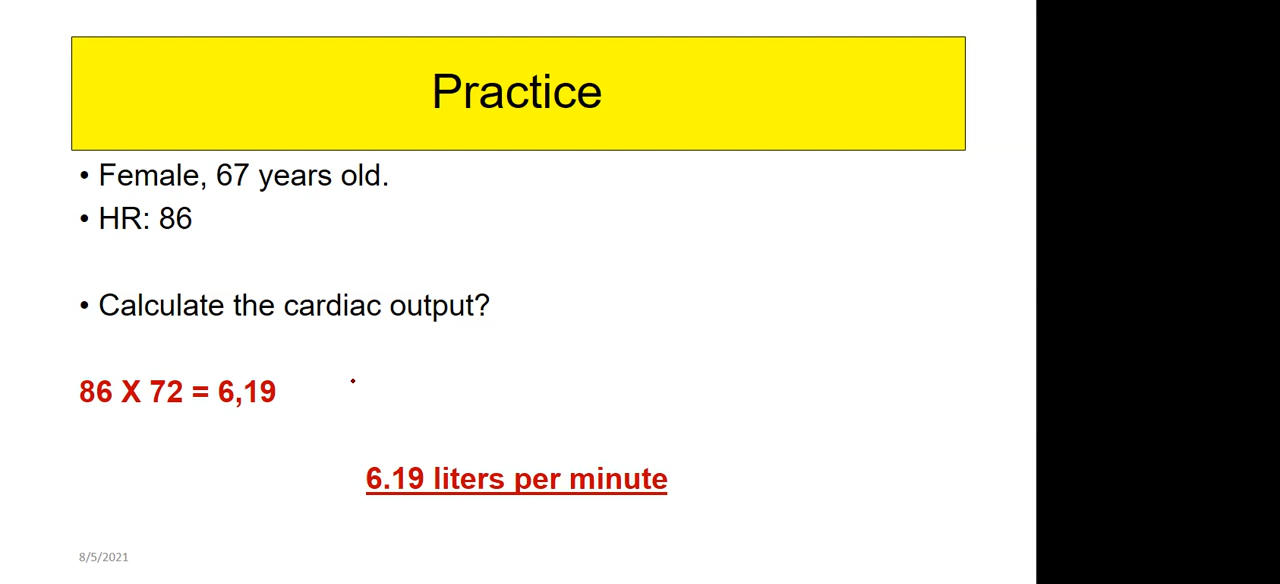 Practice
• Female, 67 years old.
• HR: 86
• Calculate the cardiac output?
86 X 72 = 6,19
6.19 liters per minute
8/5/2021